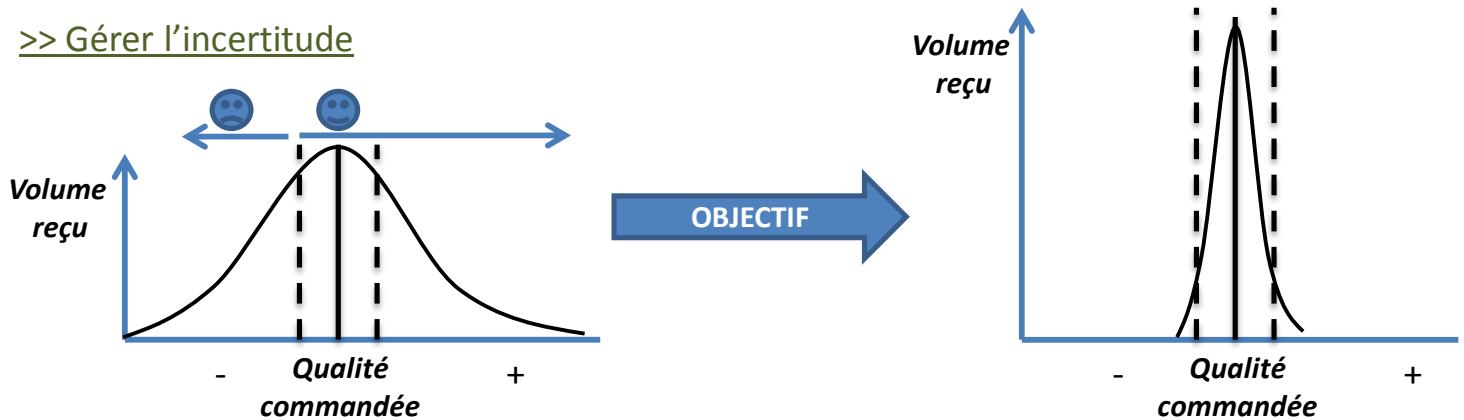 >> Gérer l'incertitude
Volume
reçu
-
Qualité
commandée
+
OBJECTIF
Volume
reçu
-
Qualité
commandée
+